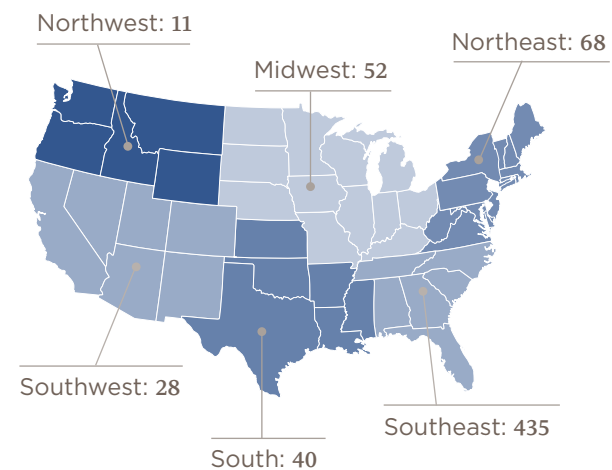 Northwest: 11
Northeast: 68
Midwest: 52
Southwest: 28
Southeast: 435
South: 40